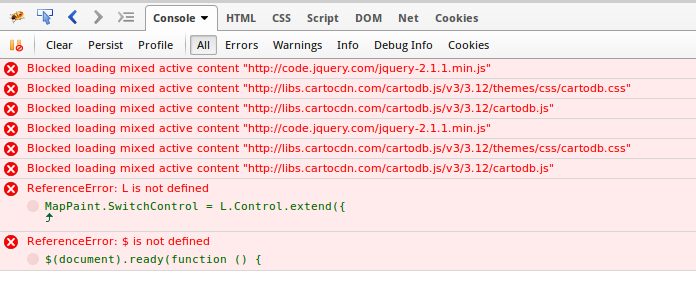 Console HTML CSS Script DOM Net Cookies
Clear Persist Profile All Errors Warnings Info Debug Info Cookies
Blocked loading mixed active content "http://code.jquery.com/jquery-2.1.1.min.js"
Blocked loading mixed active content "http://libs.cartocdn.com/cartodb.js/v3/3.12/themes/css/cartodb.css"
Blocked loading mixed active content "http://libs.cartocdn.com/cartodb.js/v3/3.12/cartodb.js"
Blocked loading mixed active content "http://code.jquery.com/jquery-2.1.1.min.js"
Blocked loading mixed active content "http://libs.cartocdn.com/cartodb.js/v3/3.12/themes/css/cartodb.css"
Blocked loading mixed active content "http://libs.cartocdn.com/cartodb.js/v3/3.12/cartodb.js"
ReferenceError: L is not defined
MapPaint.SwitchControl = L.Control.extend({
ReferenceError: $ is not defined
$(document).ready(function () {